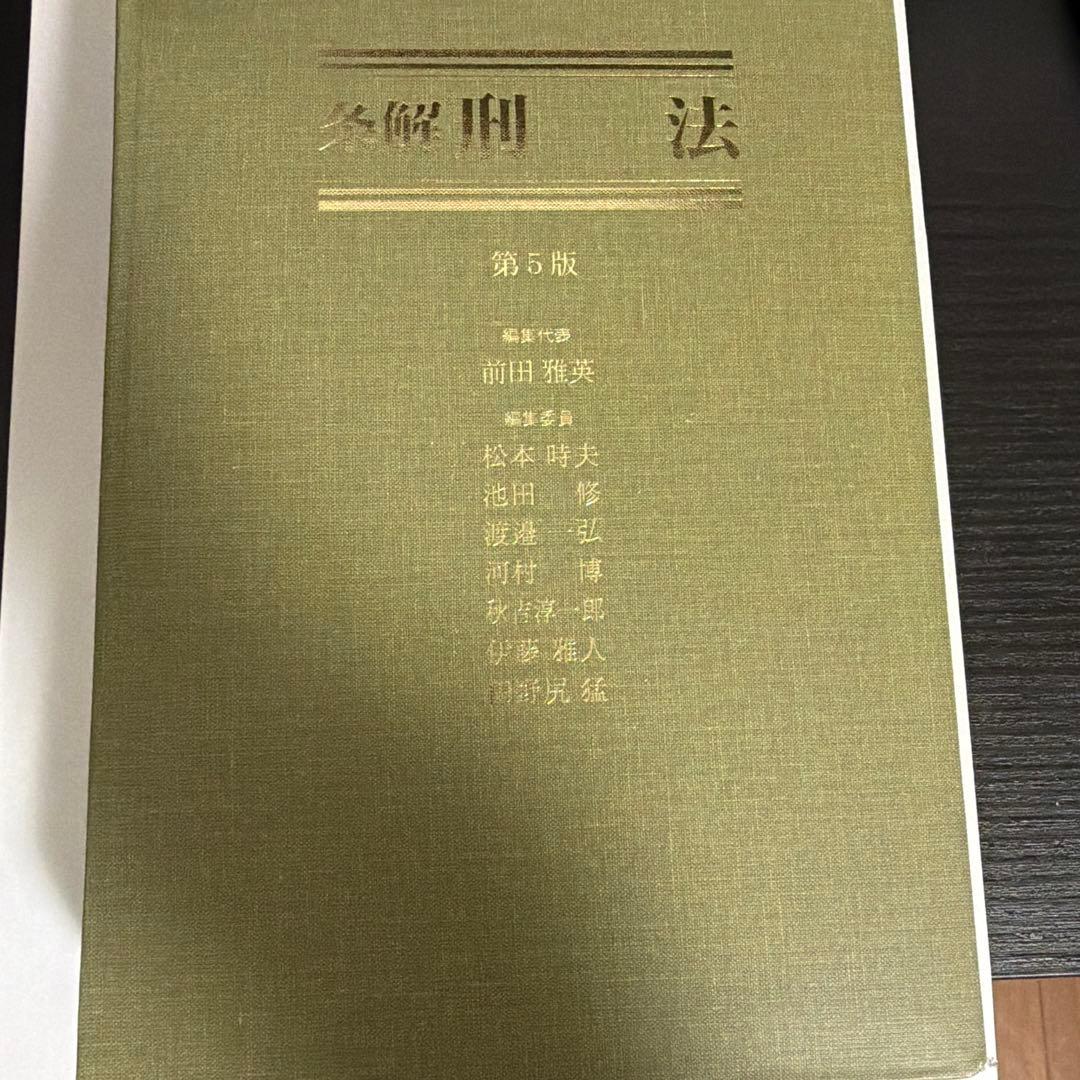 条解刑 法
第5版
編集代表
前田 雅英
編集委員
松本 時夫
池田 修
渡邉 一弘
河村 博
秋吉淳一郎
伊藤 雅人
田野尻 猛